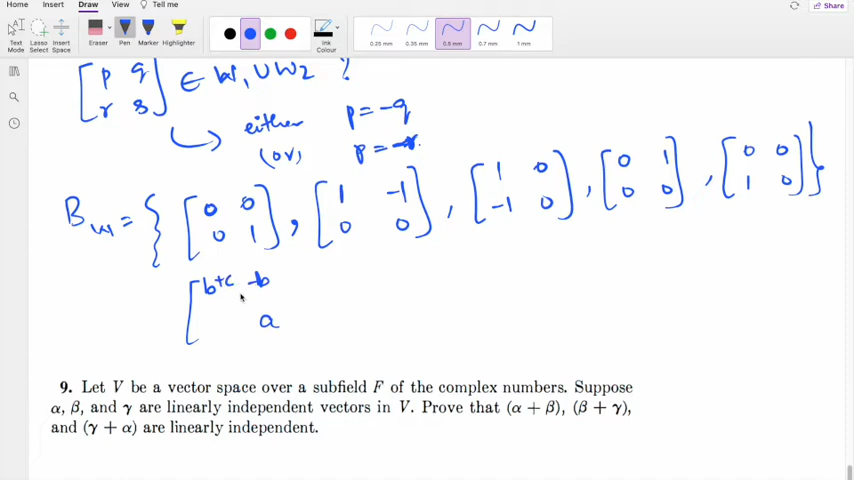 Home Insert Draw View Tell me Share
Text Mode Lasso Select Insert Space Eraser Pen Marker Highlighter Ink Colour 0.25 mm 0.35 mm 0.5 mm 0.7 mm 1 mm
[p q
r s] ∈ W₁ ∪ W₂ ?
either p = -q
(or) p = -r.
B_W = { [0 0 ; 0 1], [1 -1 ; 0 0], [1 0 ; -1 0], [0 1 ; 0 0], [0 0 ; 1 0] }
[b+c -b
a
9. Let V be a vector space over a subfield F of the complex numbers. Suppose
α, β, and γ are linearly independent vectors in V. Prove that (α + β), (β + γ),
and (γ + α) are linearly independent.